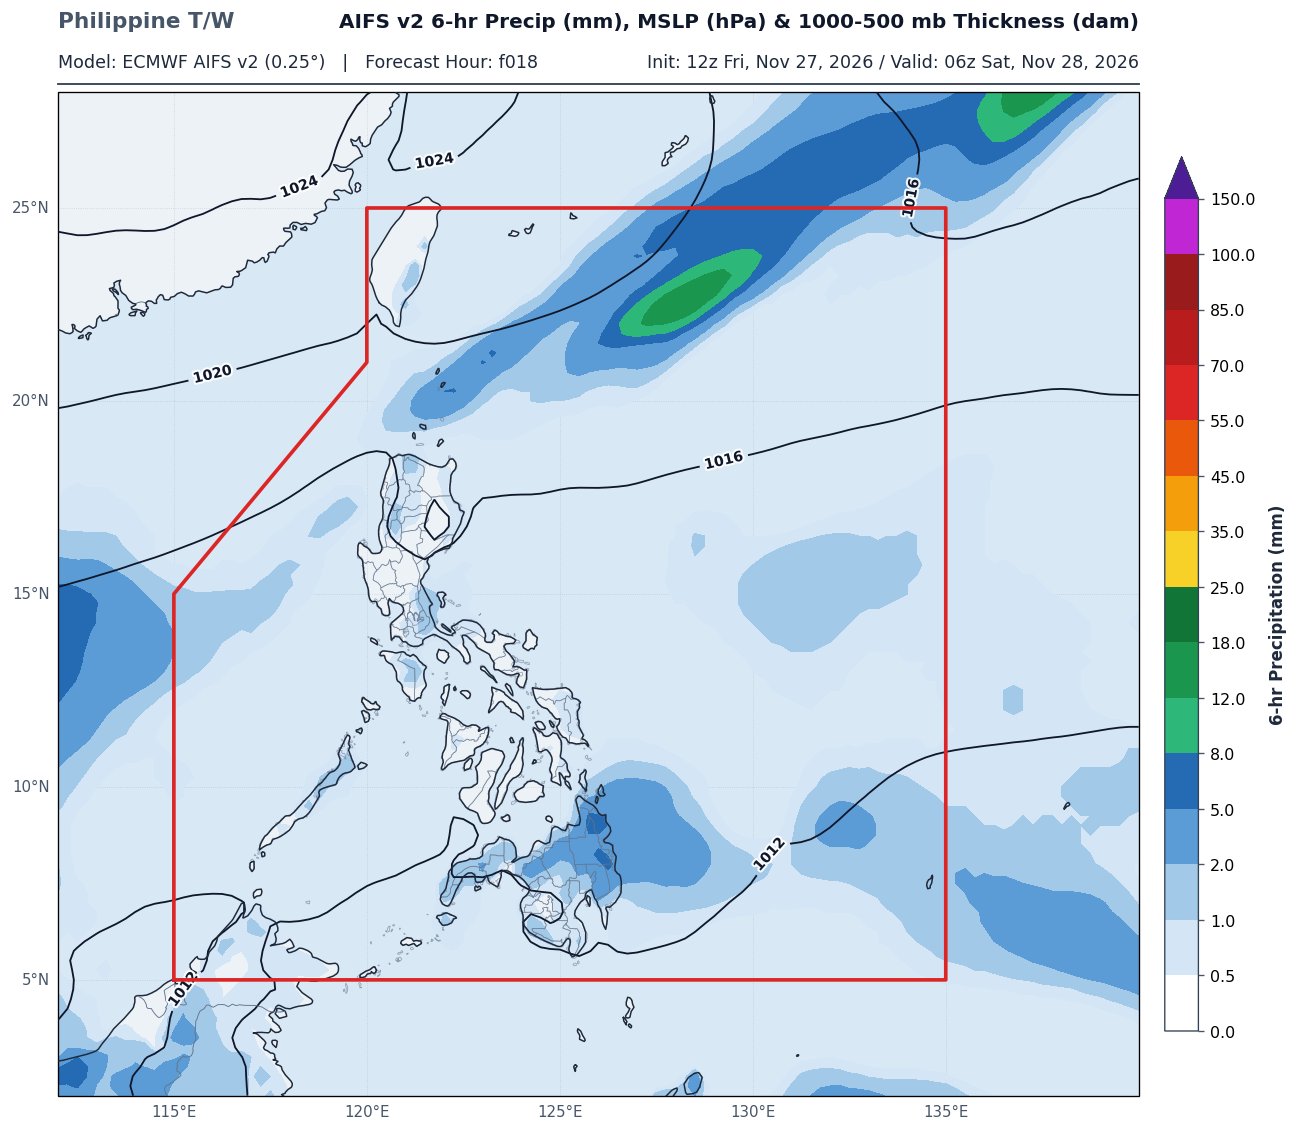 Philippine T/W
AIFS v2 6-hr Precip (mm), MSLP (hPa) & 1000-500 mb Thickness (dam)
Model: ECMWF AIFS v2 (0.25°) | Forecast Hour: f018
Init: 12z Fri, Nov 27, 2026 / Valid: 06z Sat, Nov 28, 2026
1024
1024
1016
1020
1016
1012
1012
25°N
20°N
15°N
10°N
5°N
115°E
120°E
125°E
130°E
135°E
150.0
100.0
85.0
70.0
55.0
45.0
35.0
25.0
18.0
12.0
8.0
5.0
2.0
1.0
0.5
0.0
6-hr Precipitation (mm)